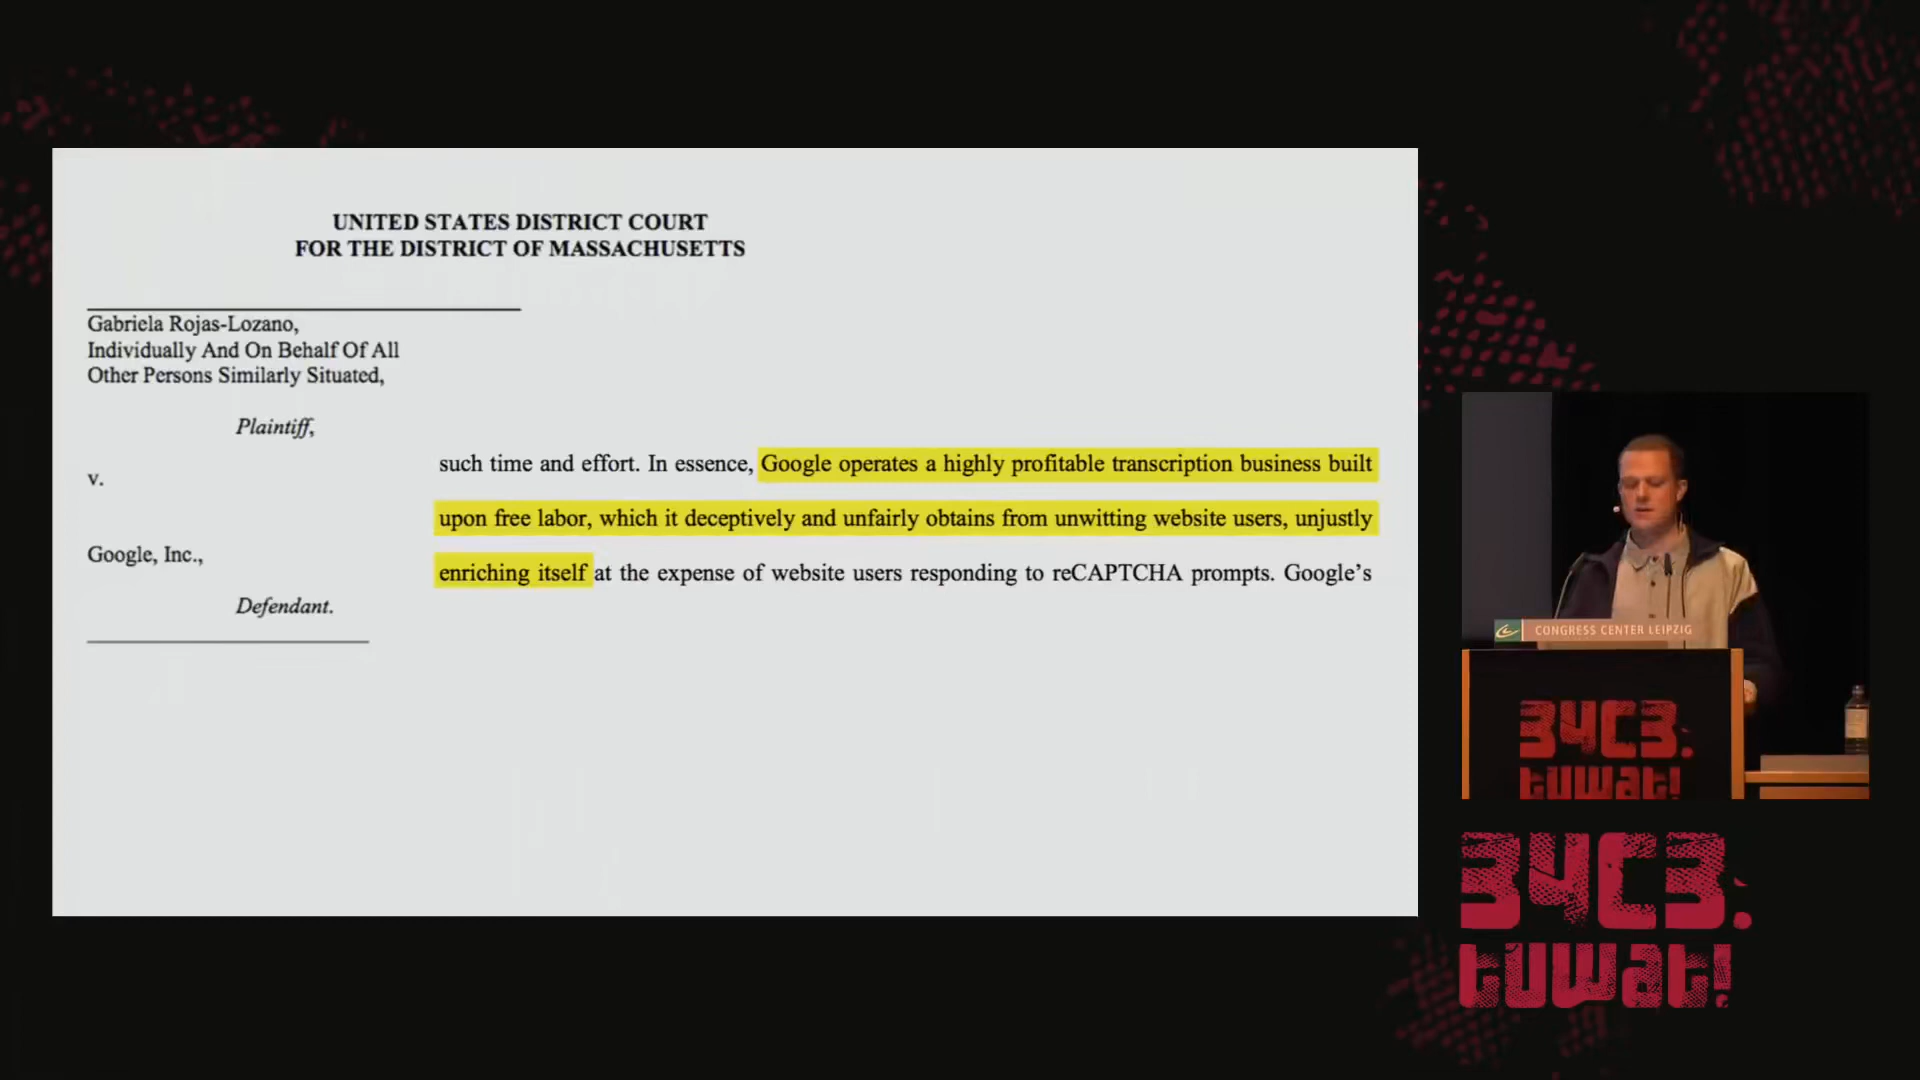 UNITED STATES DISTRICT COURT
FOR THE DISTRICT OF MASSACHUSETTS
Gabriela Rojas-Lozano,
Individually And On Behalf Of All
Other Persons Similarly Situated,
Plaintiff,
v.
Google, Inc.,
Defendant.
such time and effort. In essence, Google operates a highly profitable transcription business built
upon free labor, which it deceptively and unfairly obtains from unwitting website users, unjustly
enriching itself at the expense of website users responding to reCAPTCHA prompts. Google’s
CONGRESS CENTER LEIPZIG
34C3.
tuwat!
34C3.
tuwat!